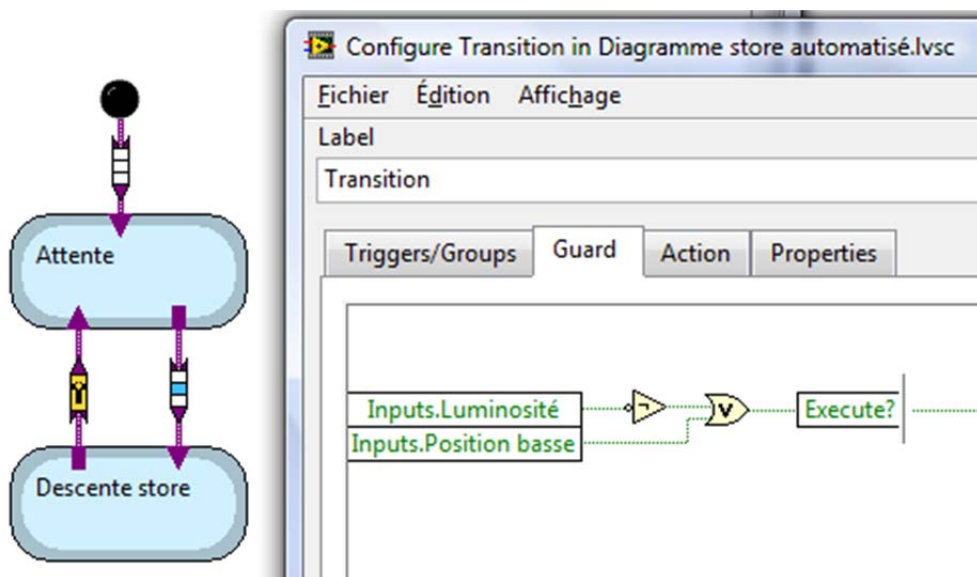 Configure Transition in Diagramme store automatisé.lvsc
Fichier Édition Affichage
Label
Transition
Triggers/Groups Guard Action Properties
Attente
Descente store
Inputs.Luminosité
Inputs.Position basse
V
Execute?